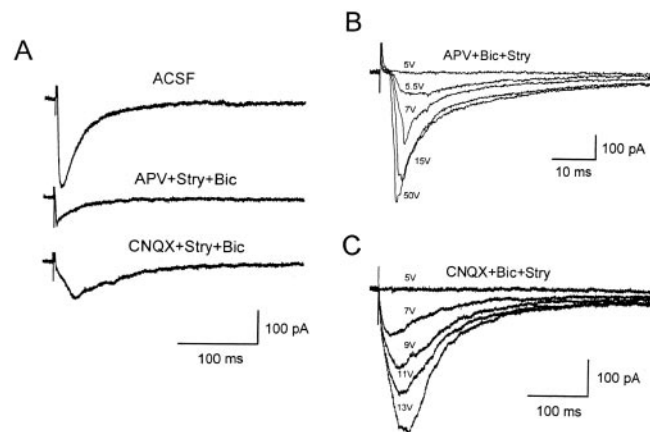 A
ACSF
APV+Stry+Bic
CNQX+Stry+Bic
100 pA
100 ms
B
APV+Bic+Stry
5V
5.5V
7V
15V
50V
100 pA
10 ms
C
CNQX+Bic+Stry
5V
7V
9V
11V
13V
100 pA
100 ms